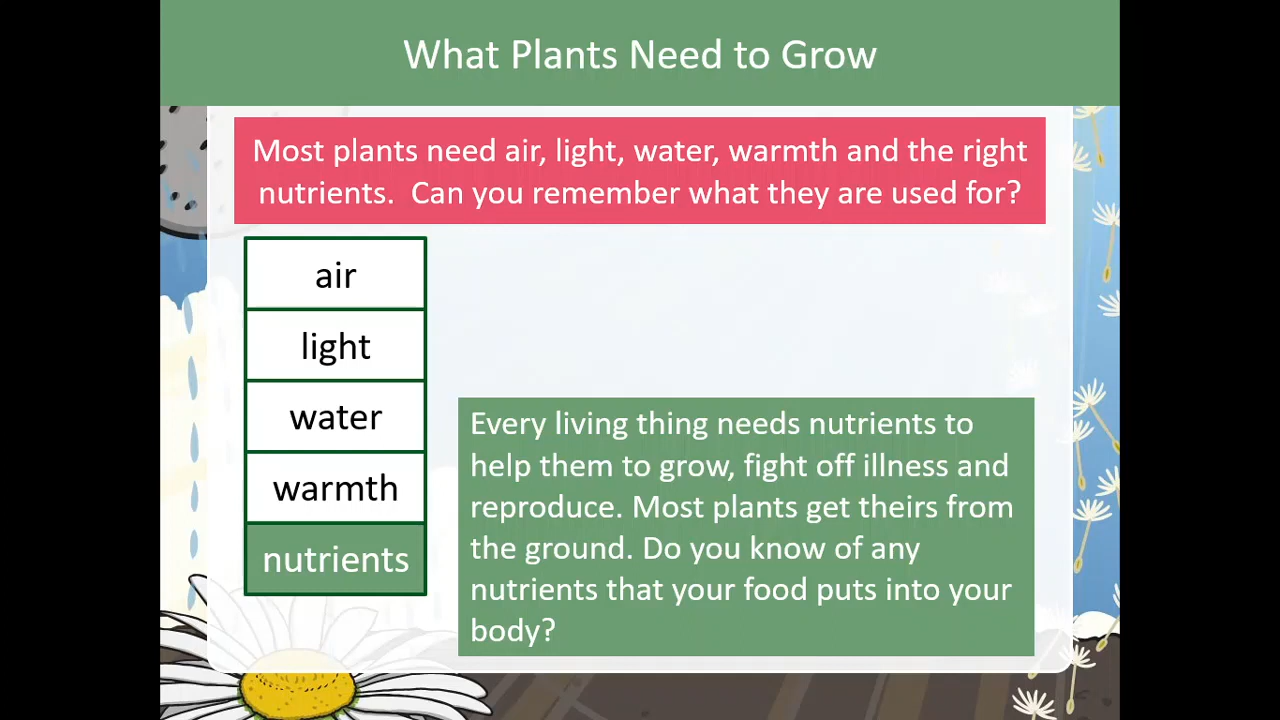 What Plants Need to Grow
Most plants need air, light, water, warmth and the right
nutrients.  Can you remember what they are used for?
air
light
water
warmth
nutrients
Every living thing needs nutrients to
help them to grow, fight off illness and
reproduce. Most plants get theirs from
the ground. Do you know of any
nutrients that your food puts into your
body?